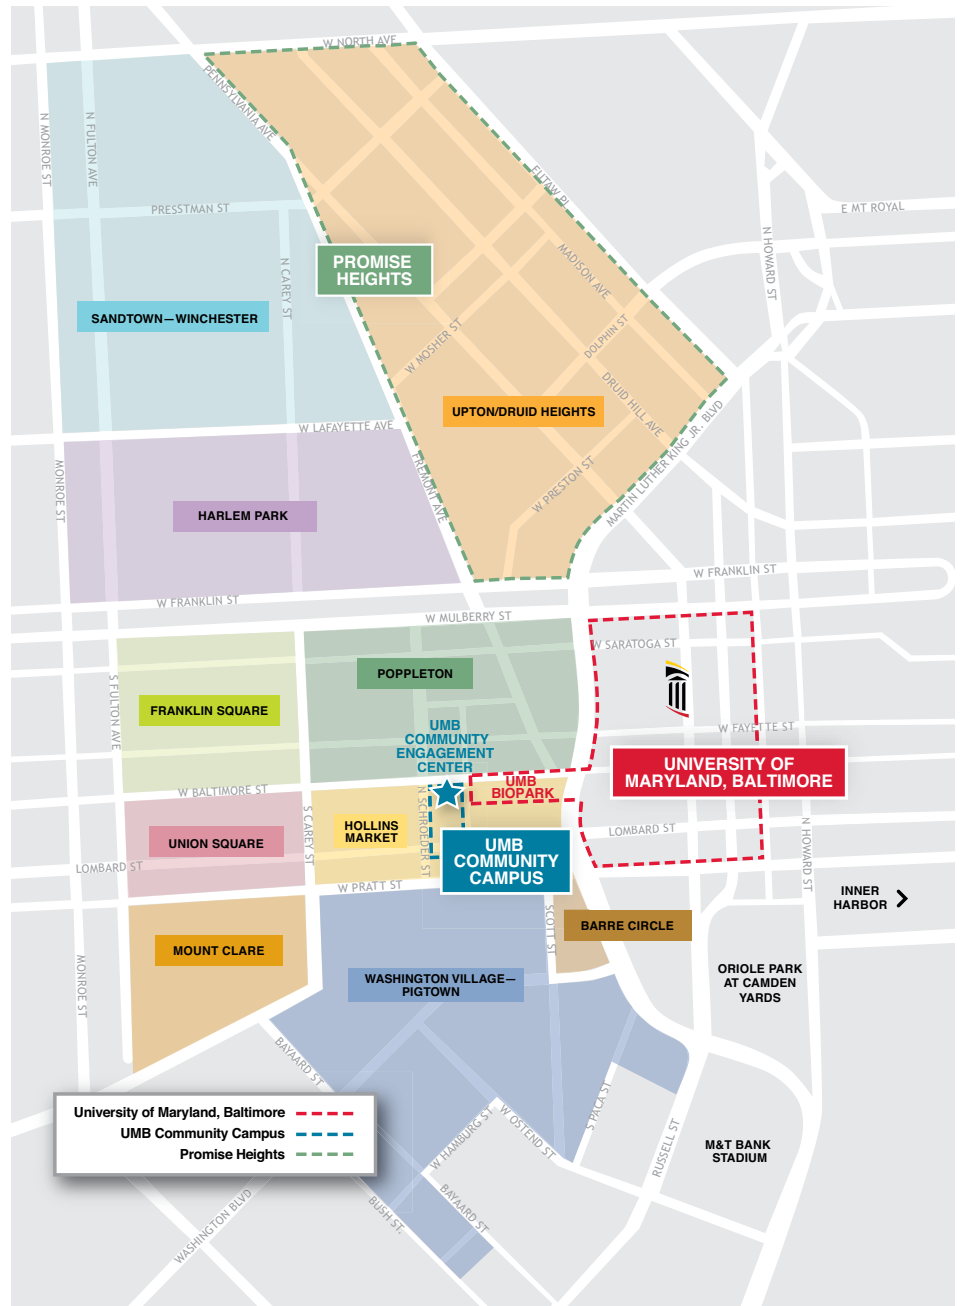 W NORTH AVE
PENNSYLVANIA AVE
N MONROE ST
N FULTON AVE
EUTAW PL
PRESSTMAN ST
E MT ROYAL
N HOWARD ST
MADISON AVE
N CAREY ST
PROMISE
HEIGHTS
SANDTOWN—WINCHESTER
W MOSHER ST
DOLPHIN ST
DRUID HILL AVE
UPTON/DRUID HEIGHTS
MARTIN LUTHER KING JR. BLVD
W LAFAYETTE AVE
FREMONT AVE
MONROE ST
W PRESTON ST
HARLEM PARK
W FRANKLIN ST
W FRANKLIN ST
W MULBERRY ST
W SARATOGA ST
POPPLETON
S FULTON AVE
FRANKLIN SQUARE
W FAYETTE ST
UMB
COMMUNITY
ENGAGEMENT
CENTER
UNIVERSITY OF
MARYLAND, BALTIMORE
UMB
BIOPARK
W BALTIMORE ST
N SCHROEDER ST
S CAREY ST
HOLLINS
MARKET
LOMBARD ST
N HOWARD ST
UNION SQUARE
UMB
COMMUNITY
CAMPUS
LOMBARD ST
W PRATT ST
INNER
HARBOR
SCOTT ST
BARRE CIRCLE
MOUNT CLARE
MONROE ST
WASHINGTON VILLAGE—
PIGTOWN
ORIOLE PARK
AT CAMDEN
YARDS
BAYAARD ST
University of Maryland, Baltimore
UMB Community Campus
Promise Heights
W HAMBURG ST
W OSTEND ST
S PACA ST
RUSSELL ST
M&T BANK
STADIUM
WASHINGTON BLVD
BUSH ST.
BAYAARD ST